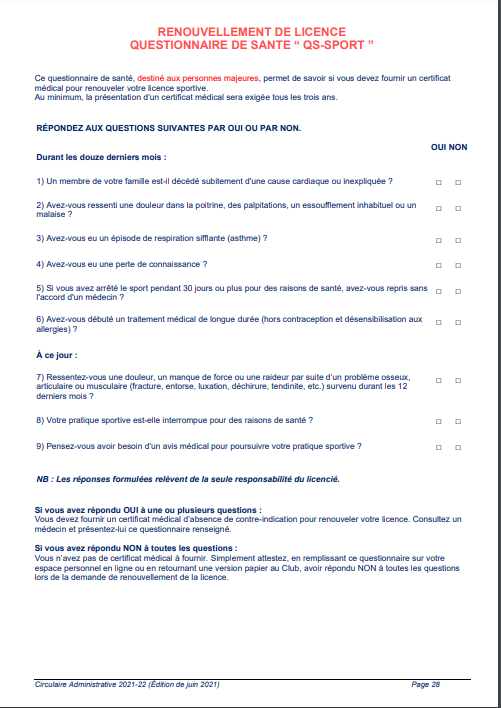 RENOUVELLEMENT DE LICENCE
QUESTIONNAIRE DE SANTE “ QS-SPORT ”
Ce questionnaire de santé, destiné aux personnes majeures, permet de savoir si vous devez fournir un certificat
médical pour renouveler votre licence sportive.
Au minimum, la présentation d'un certificat médical sera exigée tous les trois ans.
RÉPONDEZ AUX QUESTIONS SUIVANTES PAR OUI OU PAR NON.
OUI NON
Durant les douze derniers mois :
1) Un membre de votre famille est-il décédé subitement d'une cause cardiaque ou inexpliquée ?
2) Avez-vous ressenti une douleur dans la poitrine, des palpitations, un essoufflement inhabituel ou un
malaise ?
3) Avez-vous eu un épisode de respiration sifflante (asthme) ?
4) Avez-vous eu une perte de connaissance ?
5) Si vous avez arrêté le sport pendant 30 jours ou plus pour des raisons de santé, avez-vous repris sans
l'accord d'un médecin ?
6) Avez-vous débuté un traitement médical de longue durée (hors contraception et désensibilisation aux
allergies) ?
À ce jour :
7) Ressentez-vous une douleur, un manque de force ou une raideur par suite d'un problème osseux,
articulaire ou musculaire (fracture, entorse, luxation, déchirure, tendinite, etc.) survenu durant les 12
derniers mois ?
8) Votre pratique sportive est-elle interrompue pour des raisons de santé ?
9) Pensez-vous avoir besoin d'un avis médical pour poursuivre votre pratique sportive ?
NB : Les réponses formulées relèvent de la seule responsabilité du licencié.
Si vous avez répondu OUI à une ou plusieurs questions :
Vous devez fournir un certificat médical d'absence de contre-indication pour renouveler votre licence. Consultez un
médecin et présentez-lui ce questionnaire renseigné.
Si vous avez répondu NON à toutes les questions :
Vous n'avez pas de certificat médical à fournir. Simplement attestez, en remplissant ce questionnaire sur votre
espace personnel en ligne ou en retournant une version papier au Club, avoir répondu NON à toutes les questions
lors de la demande de renouvellement de la licence.
Circulaire Administrative 2021-22 (Édition de juin 2021)
Page 28